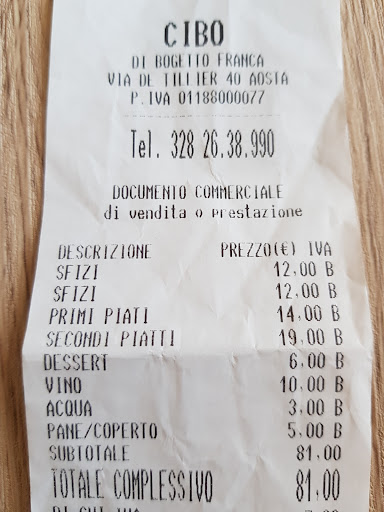 CIBO
DI BOGETTO FRANCA
VIA DE TILLIER 40 AOSTA
P.IVA 01188000077
Tel. 328 26.38.990
DOCUMENTO COMMERCIALE
di vendita o prestazione
DESCRIZIONE PREZZO(€) IVA
SFIZI 12,00 B
SFIZI 12,00 B
PRIMI PIATI 14,00 B
SECONDI PIATTI 19,00 B
DESSERT 6,00 B
VINO 10,00 B
ACQUA 3,00 B
PANE/COPERTO 5,00 B
SUBTOTALE 81,00
TOTALE COMPLESSIVO 81,00
DI CUI IVA